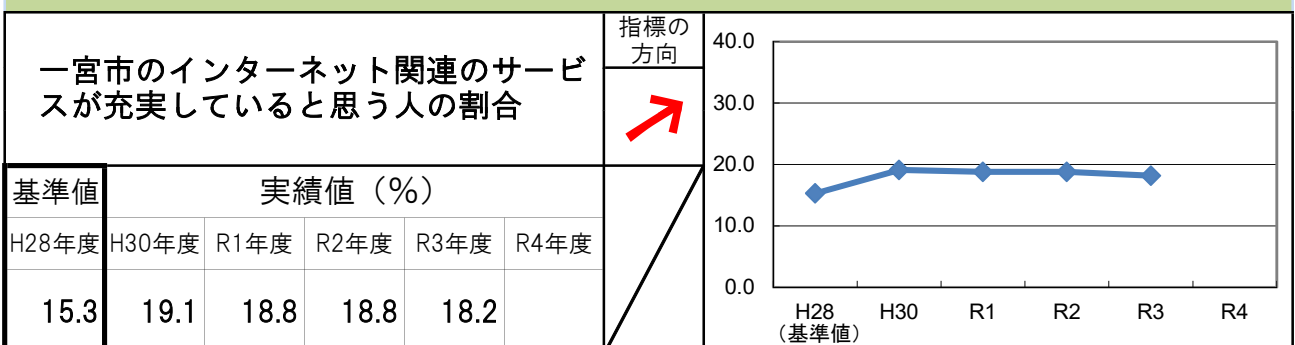 一宮市のインターネット関連のサービ
スが充実していると思う人の割合
指標の
方向
基準値
実績値（%）
H28年度
H30年度
R1年度
R2年度
R3年度
R4年度
15.3
19.1
18.8
18.8
18.2
40.0
30.0
20.0
10.0
0.0
H28
（基準値）
H30
R1
R2
R3
R4